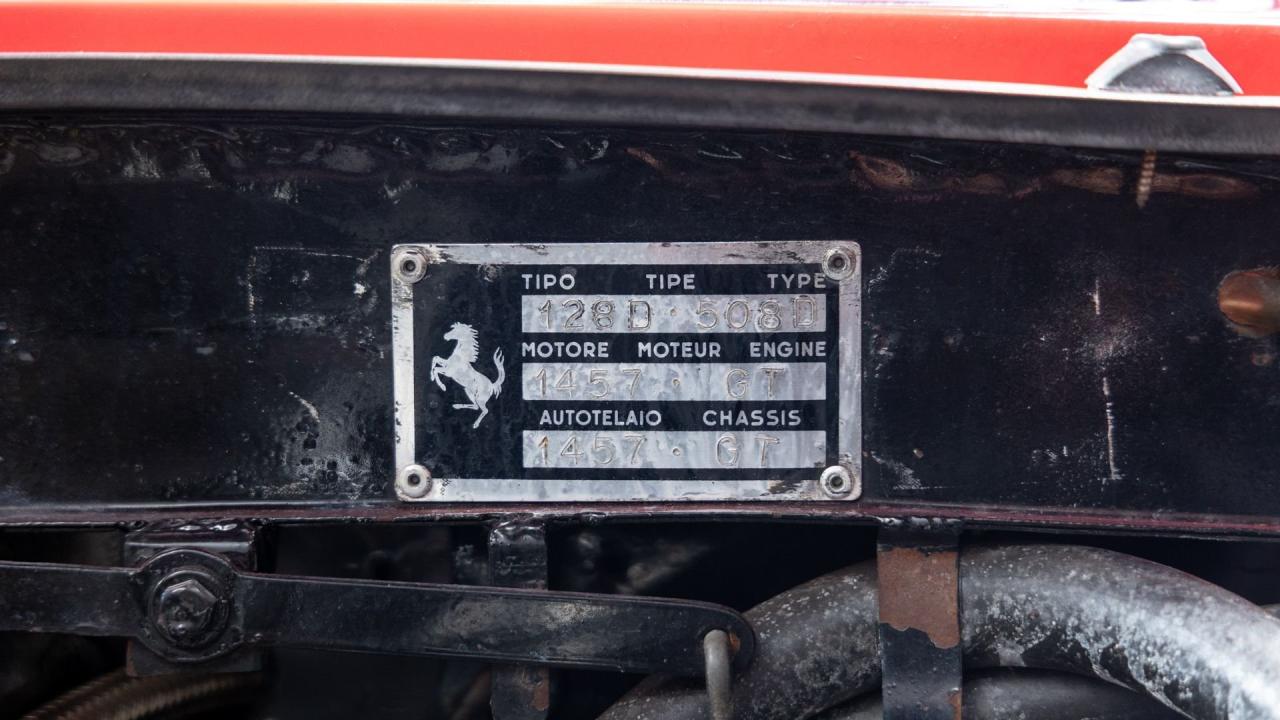 TIPO TIPE TYPE
128D · 508D
MOTORE MOTEUR ENGINE
1457 · GT
AUTOTELAIO CHASSIS
1457 · GT